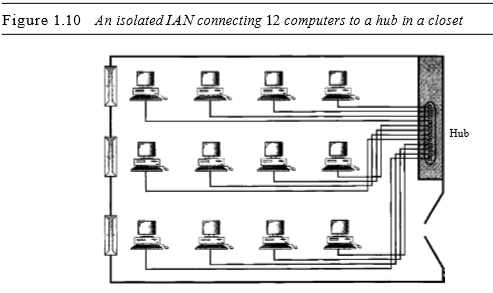 Figure 1.10 An isolated IAN connecting 12 computers to a hub in a closet
Hub